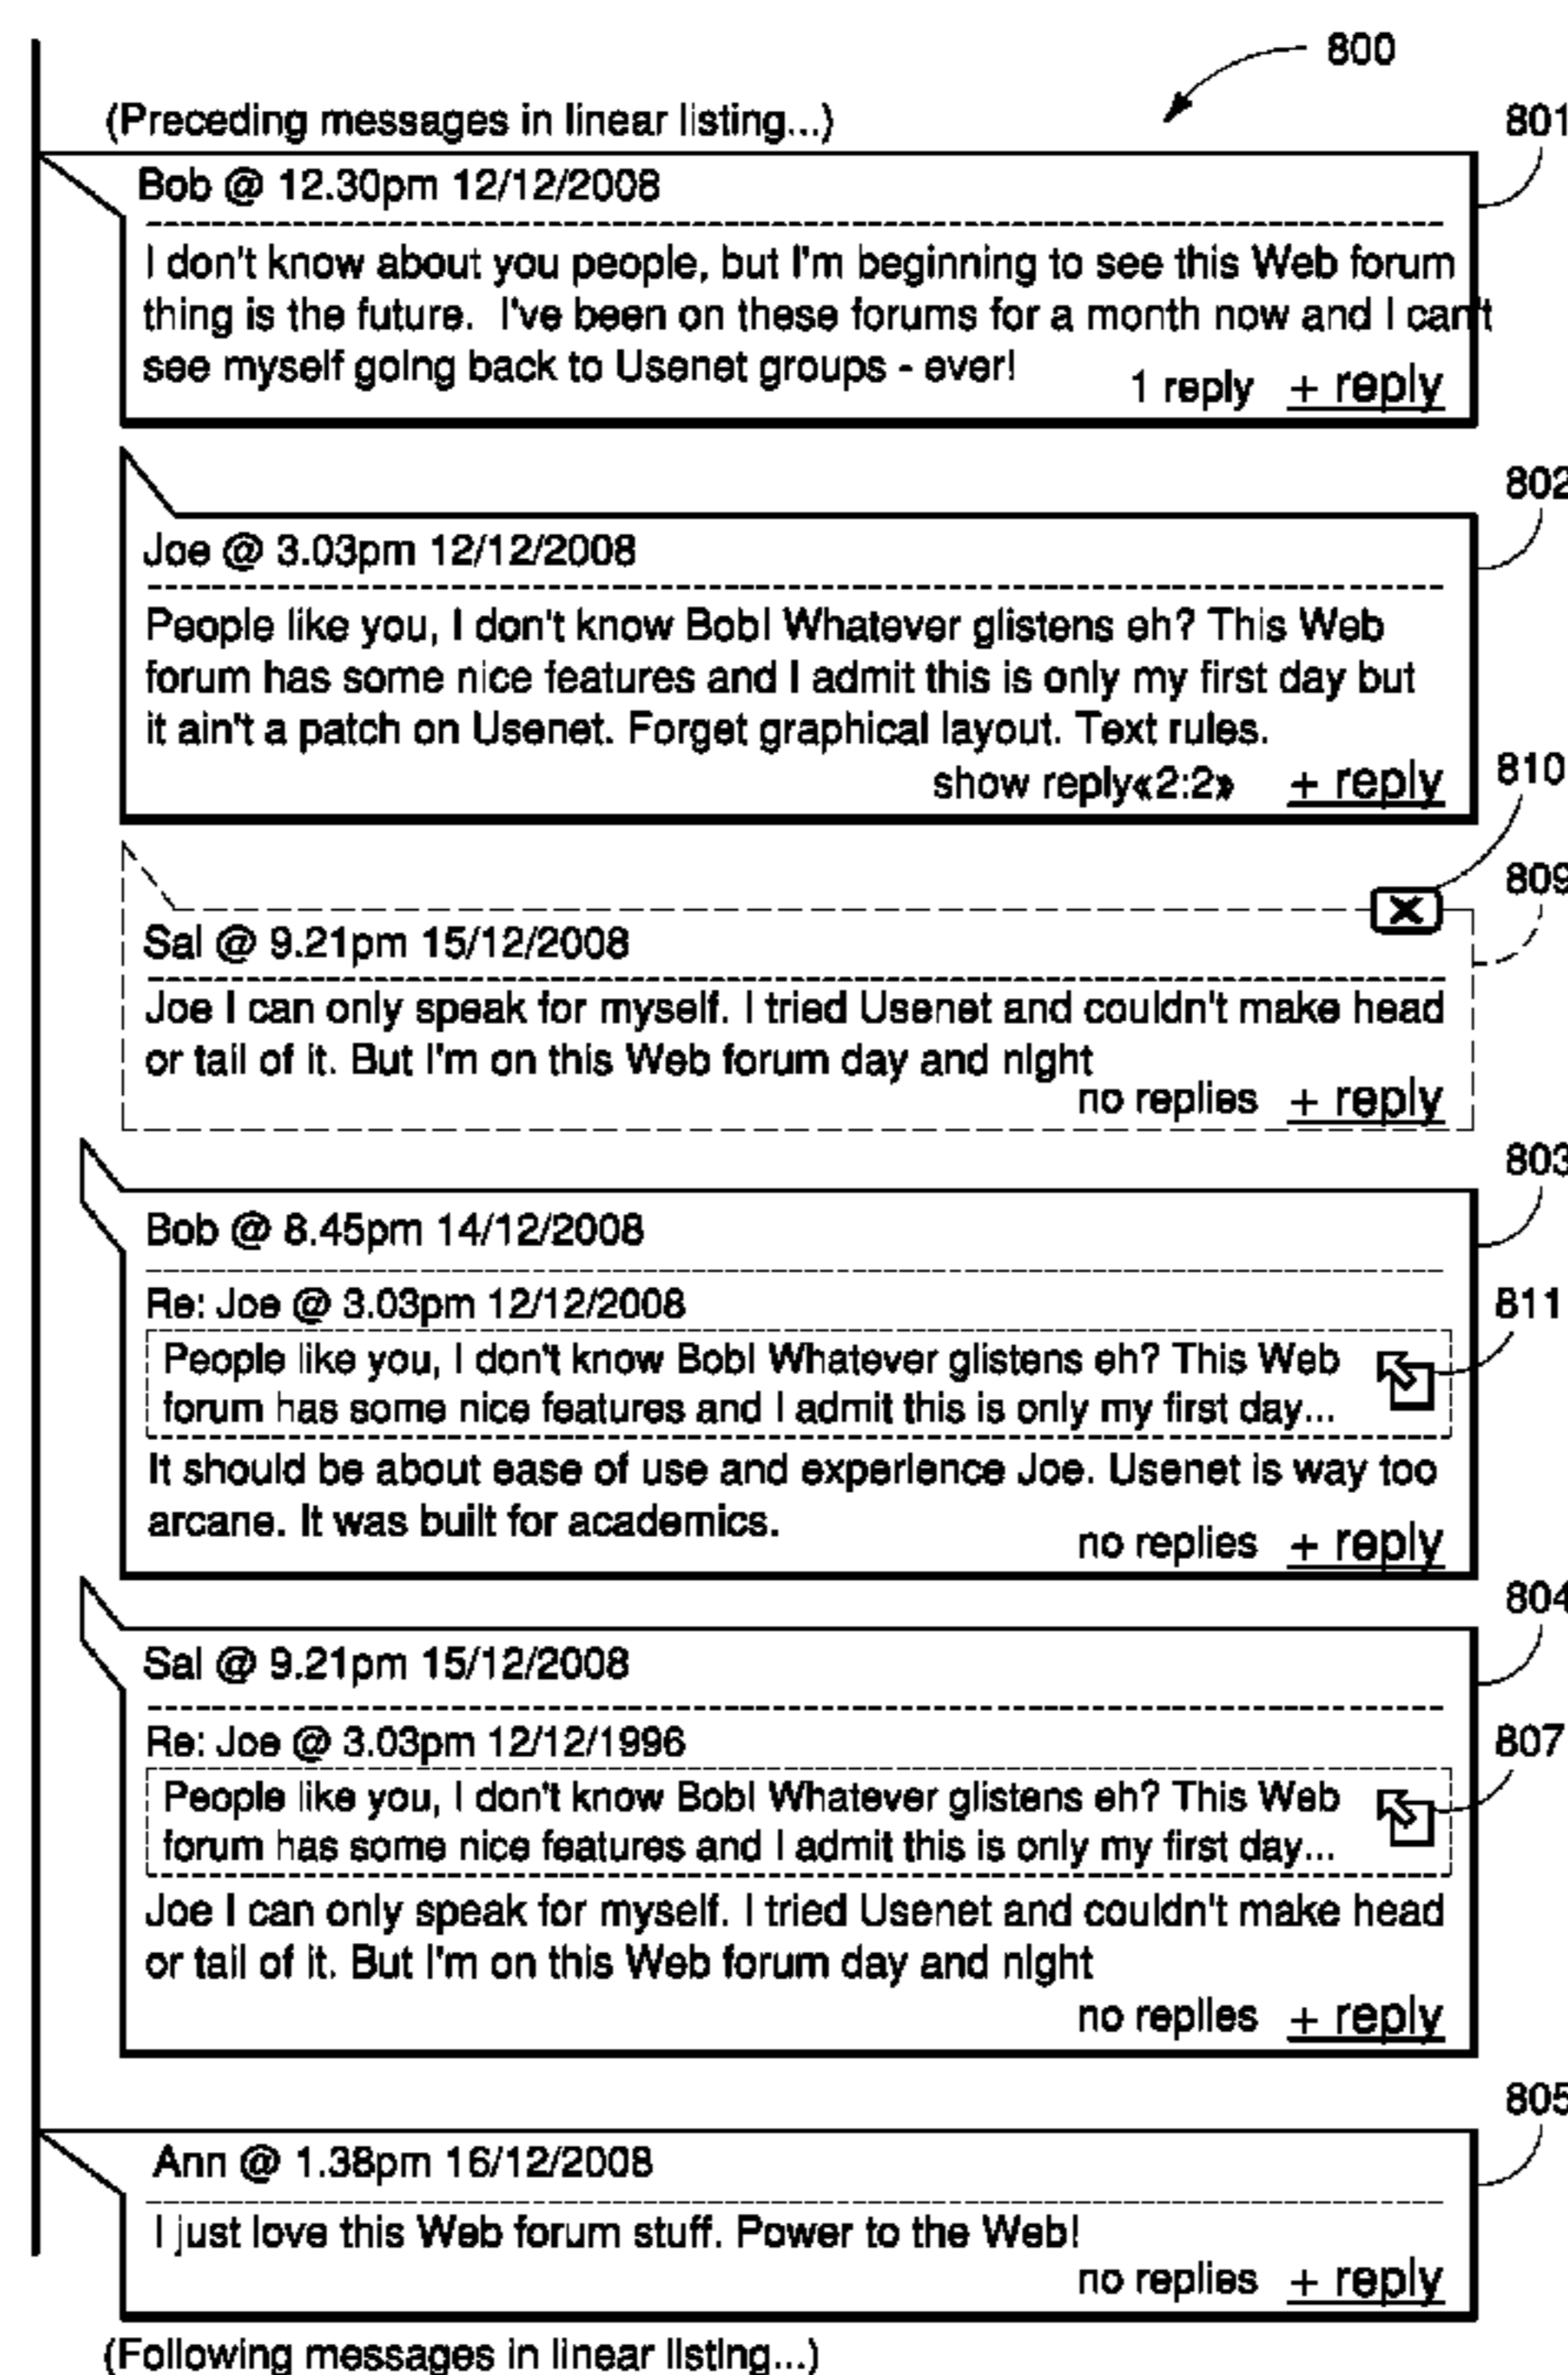 800
(Preceding messages in linear listing...)
801
Bob @ 12.30pm 12/12/2008
I don't know about you people, but I'm beginning to see this Web forum
thing is the future.  I've been on these forums for a month now and I can't
see myself going back to Usenet groups - ever!
1 reply + reply
802
Joe @ 3.03pm 12/12/2008
People like you, I don't know Bob! Whatever glistens eh? This Web
forum has some nice features and I admit this is only my first day but
it ain't a patch on Usenet. Forget graphical layout. Text rules.
show reply«2:2» + reply
810
809
Sal @ 9.21pm 15/12/2008
Joe I can only speak for myself. I tried Usenet and couldn't make head
or tail of it. But I'm on this Web forum day and night
no replies + reply
803
Bob @ 8.45pm 14/12/2008
Re: Joe @ 3.03pm 12/12/2008
811
People like you, I don't know Bob! Whatever glistens eh? This Web
forum has some nice features and I admit this is only my first day...
It should be about ease of use and experience Joe. Usenet is way too
arcane. It was built for academics.
no replies + reply
804
Sal @ 9.21pm 15/12/2008
Re: Joe @ 3.03pm 12/12/1996
807
People like you, I don't know Bob! Whatever glistens eh? This Web
forum has some nice features and I admit this is only my first day...
Joe I can only speak for myself. I tried Usenet and couldn't make head
or tail of it. But I'm on this Web forum day and night
no replies + reply
805
Ann @ 1.38pm 16/12/2008
I just love this Web forum stuff. Power to the Web!
no replies + reply
(Following messages in linear listing...)